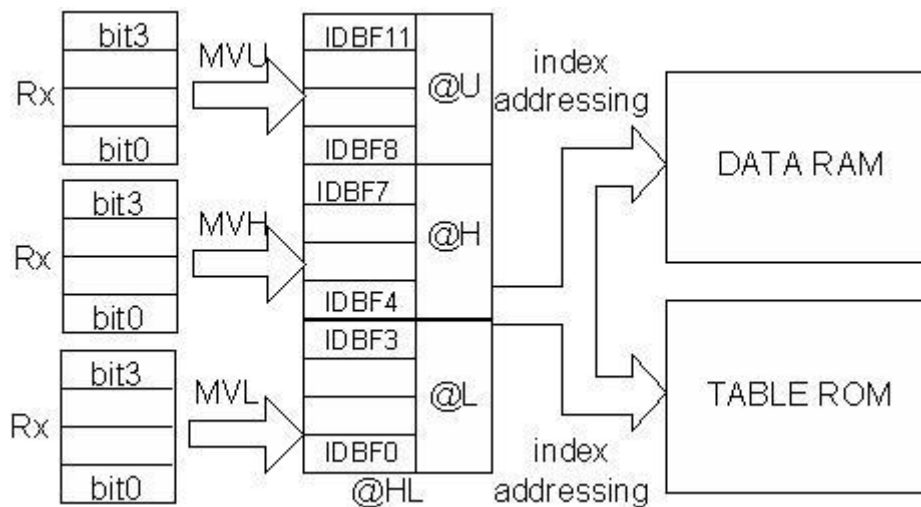 bit3
Rx
bit0
MVU
IDBF11
@U
IDBF8
index
addressing
DATA RAM
bit3
Rx
bit0
MVH
IDBF7
@H
IDBF4
bit3
Rx
bit0
MVL
IDBF3
@L
IDBF0
@HL
index
addressing
TABLE ROM